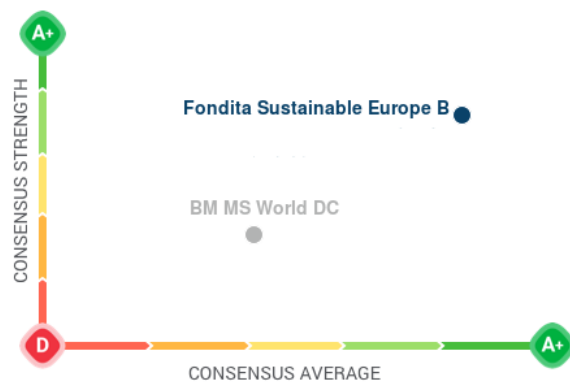 A+
CONSENSUS STRENGTH
Fondita Sustainable Europe B
BM MS World DC
D
A+
CONSENSUS AVERAGE